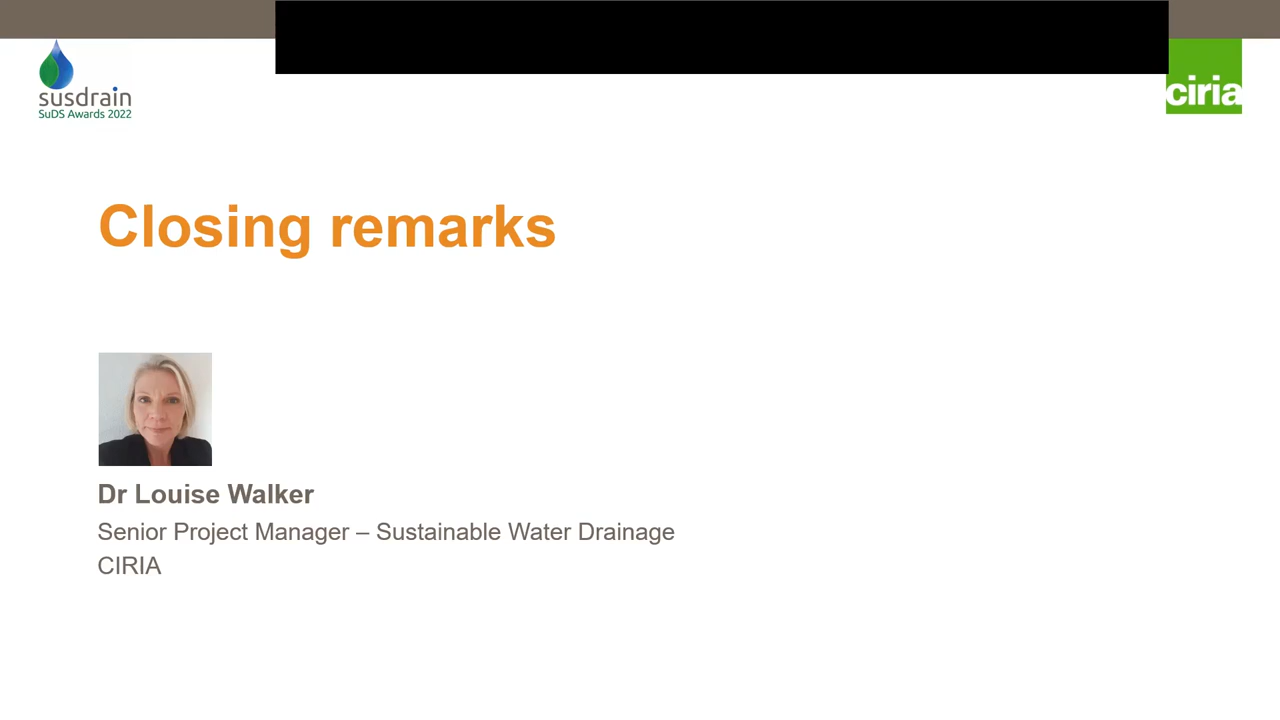 susdrain
SuDS Awards 2022
ciria
Closing remarks
Dr Louise Walker
Senior Project Manager – Sustainable Water Drainage
CIRIA